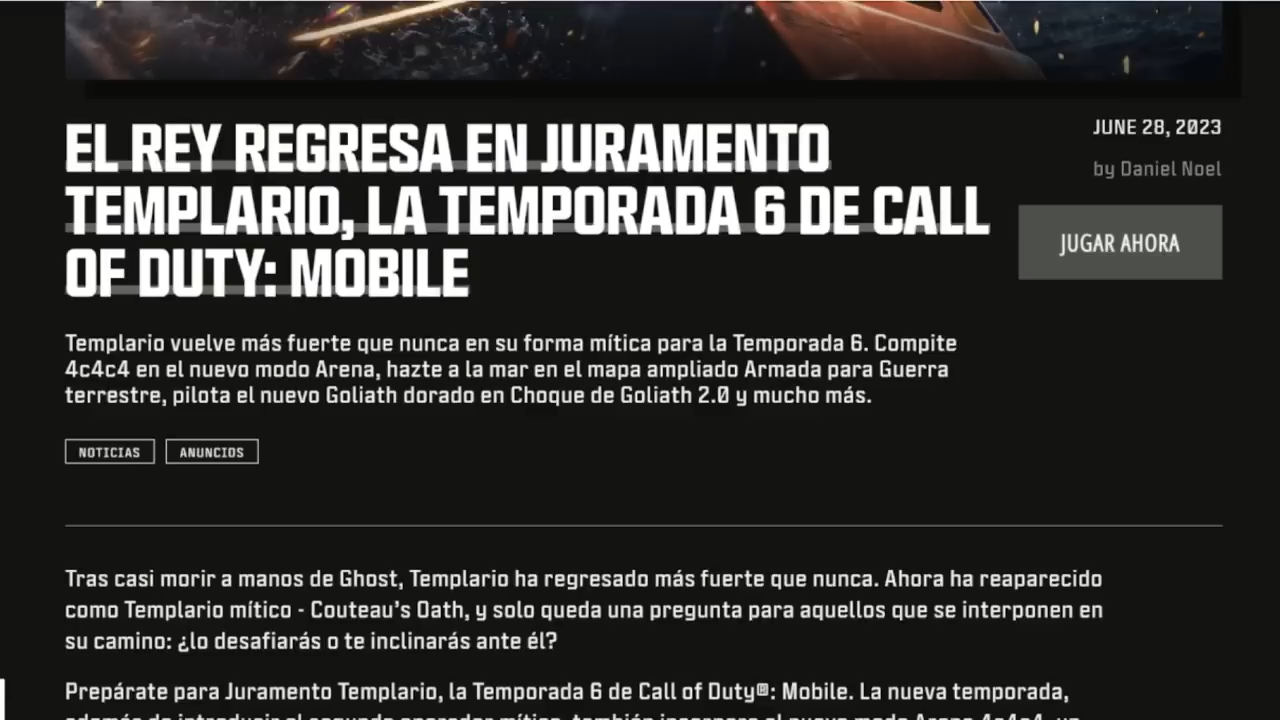 EL REY REGRESA EN JURAMENTO
TEMPLARIO, LA TEMPORADA 6 DE CALL
OF DUTY: MOBILE
JUNE 28, 2023
by Daniel Noel
JUGAR AHORA
Templario vuelve más fuerte que nunca en su forma mítica para la Temporada 6. Compite
4c4c4 en el nuevo modo Arena, hazte a la mar en el mapa ampliado Armada para Guerra
terrestre, pilota el nuevo Goliath dorado en Choque de Goliath 2.0 y mucho más.
NOTICIAS
ANUNCIOS
Tras casi morir a manos de Ghost, Templario ha regresado más fuerte que nunca. Ahora ha reaparecido
como Templario mítico - Couteau's Oath, y solo queda una pregunta para aquellos que se interponen en
su camino: ¿lo desafiarás o te inclinarás ante él?
Prepárate para Juramento Templario, la Temporada 6 de Call of Duty®: Mobile. La nueva temporada,